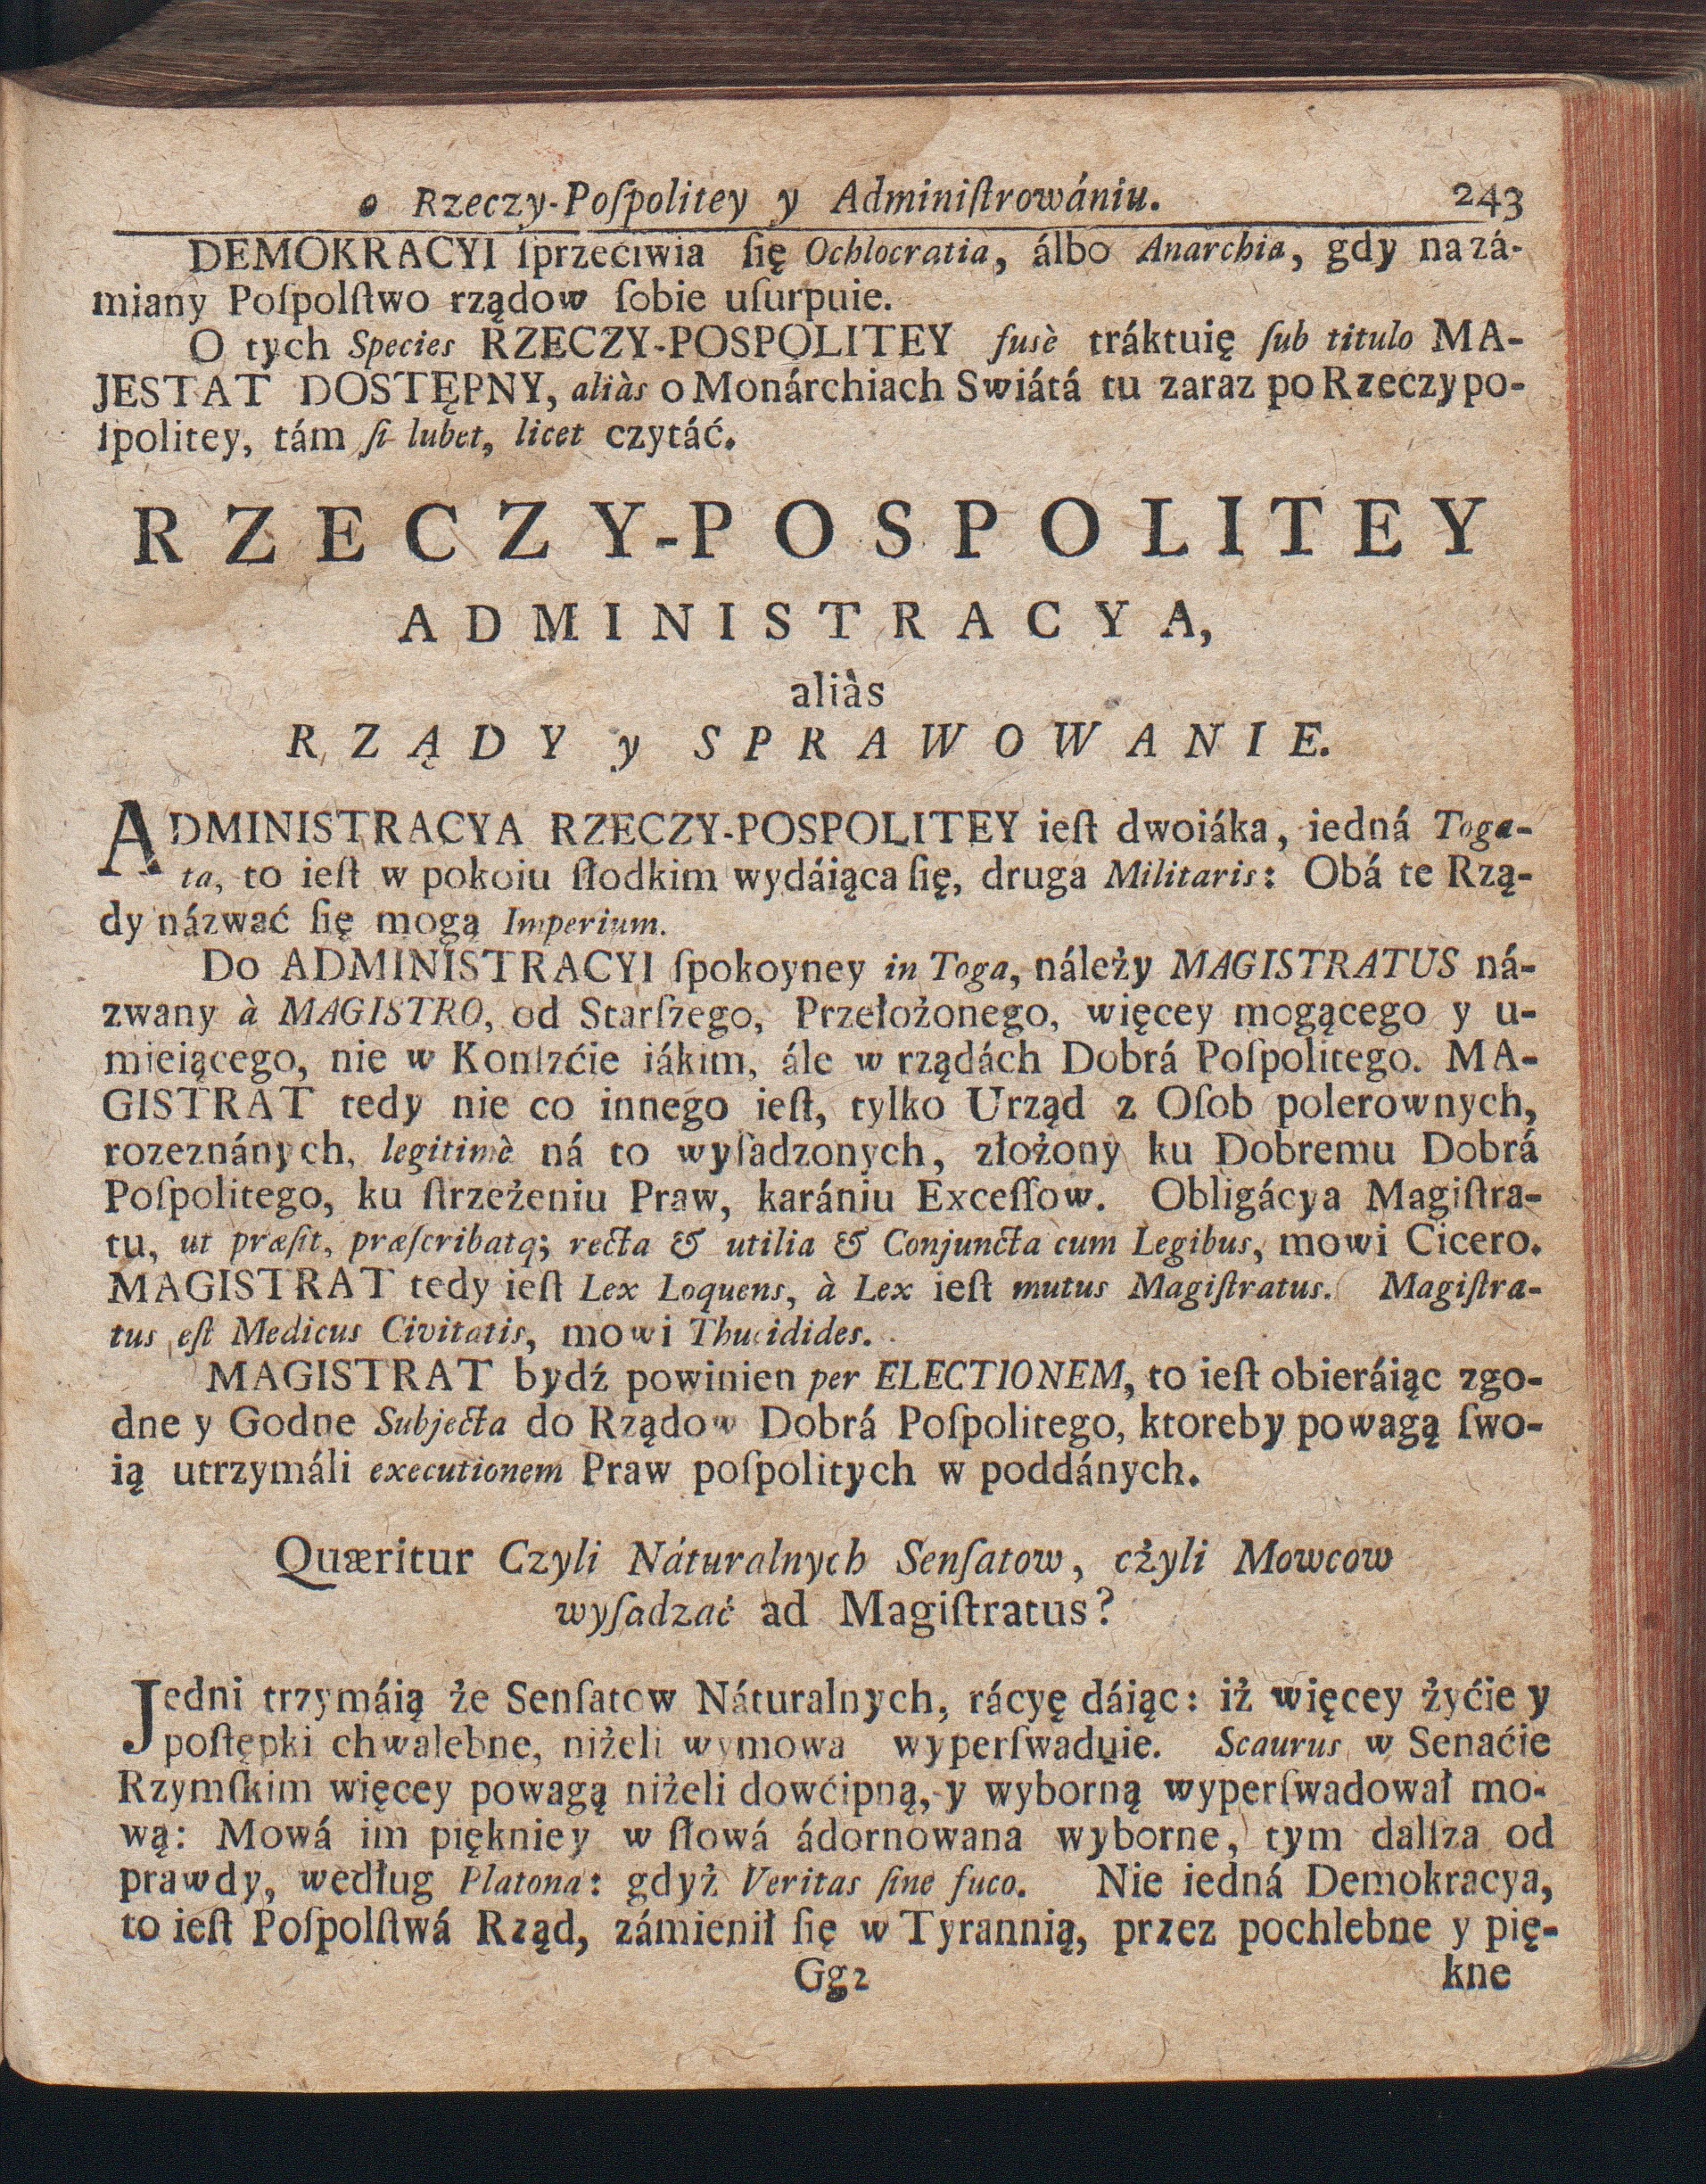 o Rzeczy-Poſpolitey y Adminiſtrowániu. 243
DEMOKRACYI ſprzećiwia ſię Ochlocratia, álbo Anarchia, gdy na zá-
miany Poſpolſtwo rządow ſobie uſurpuie.
O tych Species RZECZY-POSPOLITEY fusè tráktuię ſub titulo MA-
JESTAT DOSTĘPNY, aliàs o Monárchiach Swiátá tu zaraz po Rzeczypo-
ſpolitey, tám ſi lubet, licet czytáć.
RZECZY-POSPOLITEY
ADMINISTRACYA,
aliàs
RZĄDY y SPRAWOWANIE.
ADMINISTRACYA RZECZY-POSPOLITEY ieſt dwoiáka, iedná Toga-
ta, to ieſt w pokoiu ſłodkim wydáiąca ſię, druga Militaris: Obá te Rzą-
dy názwać ſię mogą Imperium.
Do ADMINISTRACYI ſpokoyney in Toga, należy MAGISTRATUS ná-
zwany à MAGISTRO, od Starſzego, Przełożonego, więcey mogącego y u-
mieiącego, nie w Konſzćie iákim, ále w rządách Dobrá Poſpolitego. MA-
GISTRAT tedy nie co innego ieſt, tylko Urząd z Oſob polerownych,
rozeznánych, legitimè ná to wyſadzonych, złożony ku Dobremu Dobrá
Poſpolitego, ku ſtrzeżeniu Praw, karániu Exceſſow. Obligácya Magiſtra-
tu, ut præſit, præſcribatq; recta & utilia & Conjuncta cum Legibus, mowi Cicero.
MAGISTRAT tedy ieſt Lex Loquens, à Lex ieſt mutus Magiſtratus. Magiſtra-
tus eſt Medicus Civitatis, mowi Thucidides.
MAGISTRAT bydź powinien per ELECTIONEM, to ieſt obieráiąc zgo-
dne y Godne Subjecta do Rządow Dobrá Poſpolitego, ktoreby powagą ſwo-
ią utrzymáli executionem Praw poſpolitych w poddánych.
Quæritur Czyli Náturalnych Senſatow, cżyli Mowcow
wyſadzać ad Magiſtratus?
Jedni trzymáią że Senſatow Náturalnych, rácyę dáiąc: iż więcey żyćie y
poſtępki chwalebne, niżeli wymowa wyperſwaduie. Scaurus w Senaćie
Rzymſkim więcey powagą niżeli dowćipną, y wyborną wyperſwadował mo-
wą: Mowá im piękniey w ſłowá ádornowana wyborne, tym dalſza od
prawdy, według Platona: gdyż Veritas ſine fuco. Nie iedná Demokracya,
to ieſt Poſpolſtwá Rząd, zámienił ſię w Tyrannią, przez pochlebne y pię-
Gg2 kne